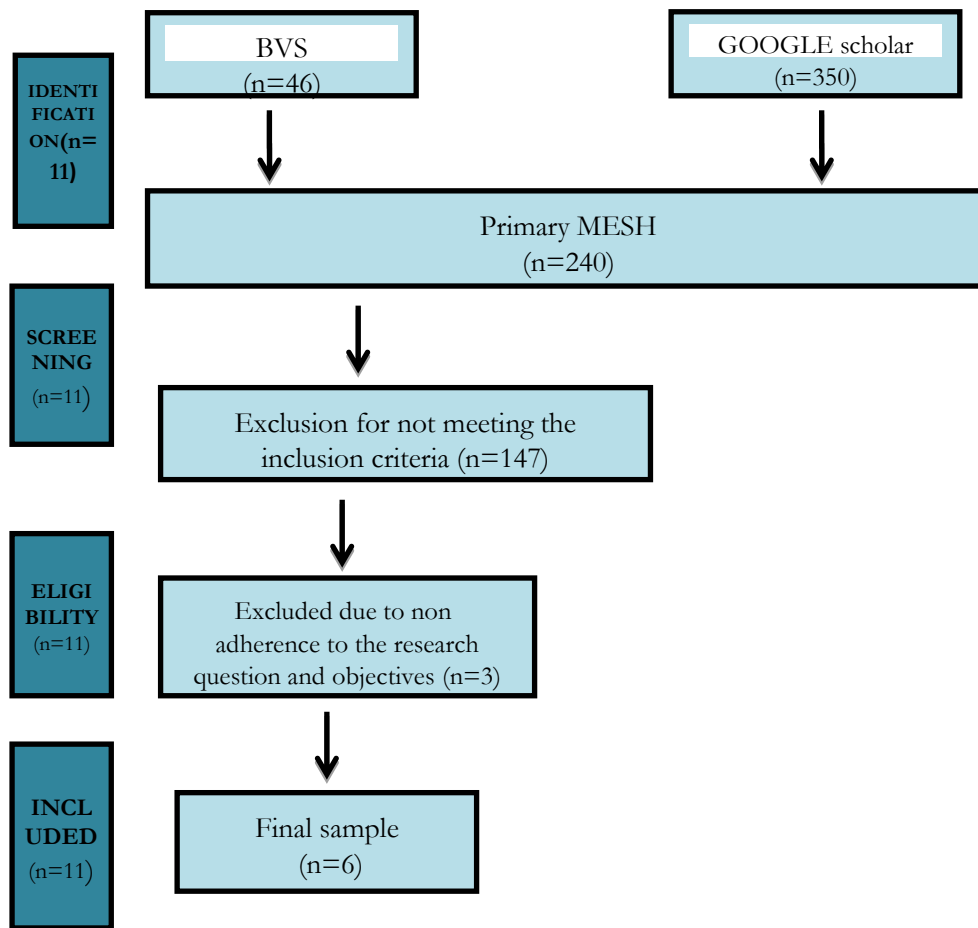 BVS
(n=46)
GOOGLE scholar
(n=350)
IDENTI
FICATI
ON(n=
11)
Primary MESH
(n=240)
SCREE
NING
(n=11)
Exclusion for not meeting the
inclusion criteria (n=147)
ELIGI
BILITY
(n=11)
Excluded due to non
adherence to the research
question and objectives (n=3)
INCL
UDED
(n=11)
Final sample
(n=6)